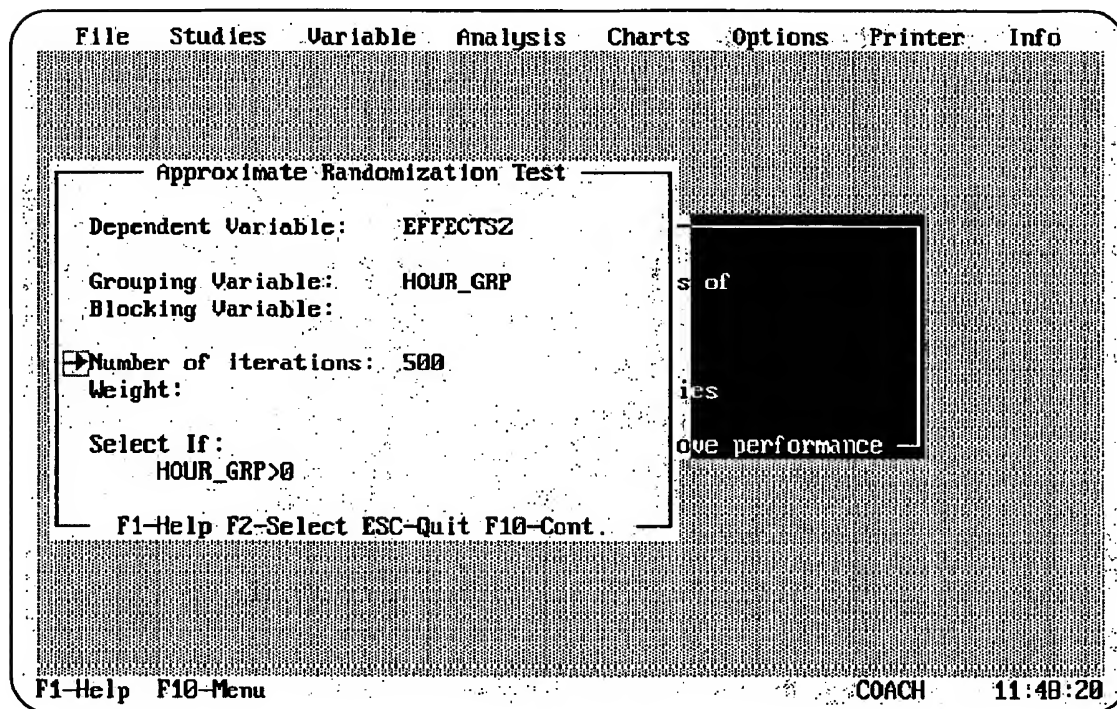 File Studies Variable Analysis Charts Options Printer Info
Approximate Randomization Test
Dependent Variable: EFFECTS2
Grouping Variable: HOUR_GRP
Blocking Variable:
Number of iterations: 500
Weight:
Select If:
HOUR_GRP>0
F1-Help F2-Select ESC-Quit F10-Cont.
s of
ies
ove performance
F1-Help F10-Menu COACH 11:48:20